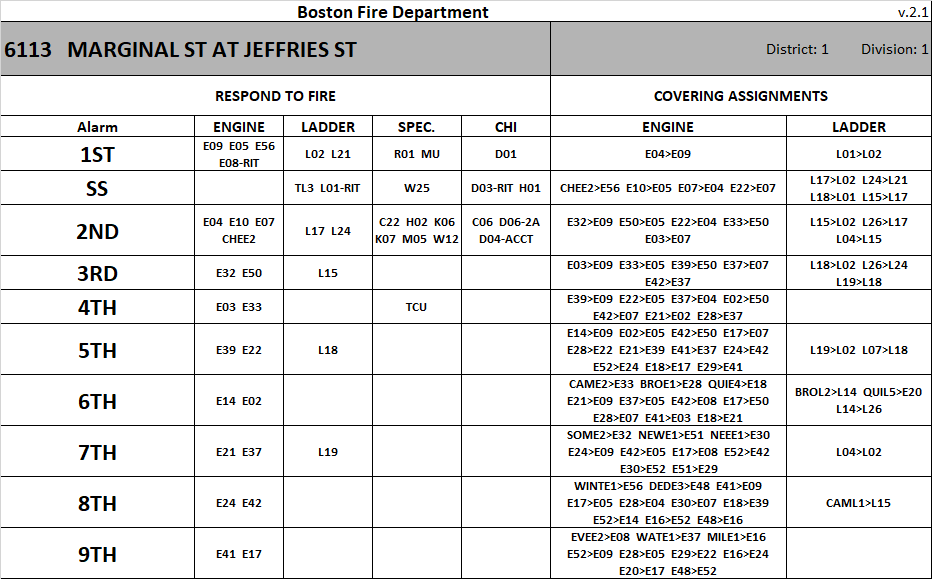 Boston Fire Department v.2.1
6113 MARGINAL ST AT JEFFRIES ST District: 1 Division: 1
RESPOND TO FIRE COVERING ASSIGNMENTS
Alarm ENGINE LADDER SPEC. CHI ENGINE LADDER
1ST
E09 E05 E56
E08-RIT
L02 L21
R01 MU
D01
E04>E09
L01>L02
SS
TL3 L01-RIT
W25
D03-RIT H01
CHEE2>E56 E10>E05 E07>E04 E22>E07
L17>L02 L24>L21
L18>L01 L15>L17
2ND
E04 E10 E07
CHEE2
L17 L24
C22 H02 K06
K07 M05 W12
C06 D06-2A
D04-ACCT
E32>E09 E50>E05 E22>E04 E33>E50
E03>E07
L15>L02 L26>L17
L04>L15
3RD
E32 E50
L15
E03>E09 E33>E05 E39>E50 E37>E07
E42>E37
L18>L02 L26>L24
L19>L18
4TH
E03 E33
TCU
E39>E09 E22>E05 E37>E04 E02>E50
E42>E07 E21>E02 E28>E37
5TH
E39 E22
L18
E14>E09 E02>E05 E42>E50 E17>E07
E28>E22 E21>E39 E41>E37 E24>E42
E52>E24 E18>E17 E29>E41
L19>L02 L07>L18
6TH
E14 E02
CAME2>E33 BROE1>E28 QUIE4>E18
E21>E09 E37>E05 E42>E08 E17>E50
E28>E07 E41>E03 E18>E21
BROL2>L14 QUIL5>E20
L14>L26
7TH
E21 E37
L19
SOME2>E32 NEWE1>E51 NEEE1>E30
E24>E09 E42>E05 E17>E08 E52>E42
E30>E52 E51>E29
L04>L02
8TH
E24 E42
WINTE1>E56 DEDE3>E48 E41>E09
E17>E05 E28>E04 E30>E07 E18>E39
E52>E14 E16>E52 E48>E16
CAML1>L15
9TH
E41 E17
EVEE2>E08 WATE1>E37 MILE1>E16
E52>E09 E28>E05 E29>E22 E16>E24
E20>E17 E48>E52